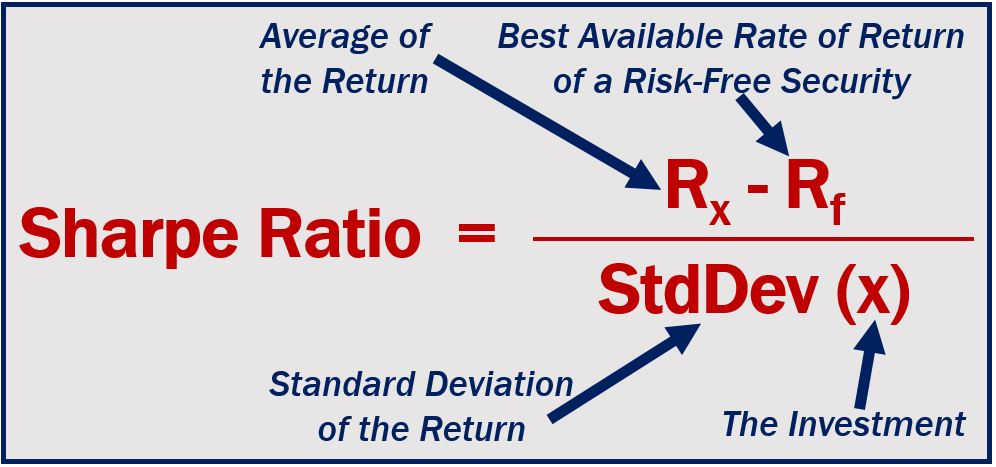 Average of
the Return
Best Available Rate of Return
of a Risk-Free Security
Sharpe Ratio =
Rx - Rf
StdDev (x)
Standard Deviation
of the Return
The Investment